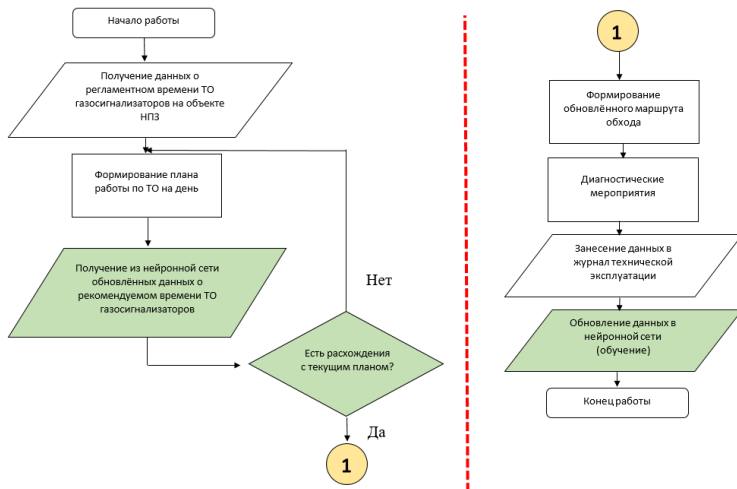 Начало работы
Получение данных о
регламентном времени ТО
газосигнализаторов на объекте
НПЗ
Формирование плана
работы по ТО на день
Получение из нейронной сети
обновлённых данных о
рекомендуемом времени ТО
газосигнализаторов
Нет
Есть расхождения
с текущим планом?
Да
1
1
Формирование
обновлённого маршрута
обхода
Диагностические
мероприятия
Занесение данных в
журнал технической
эксплуатации
Обновление данных в
нейронной сети
(обучение)
Конец работы